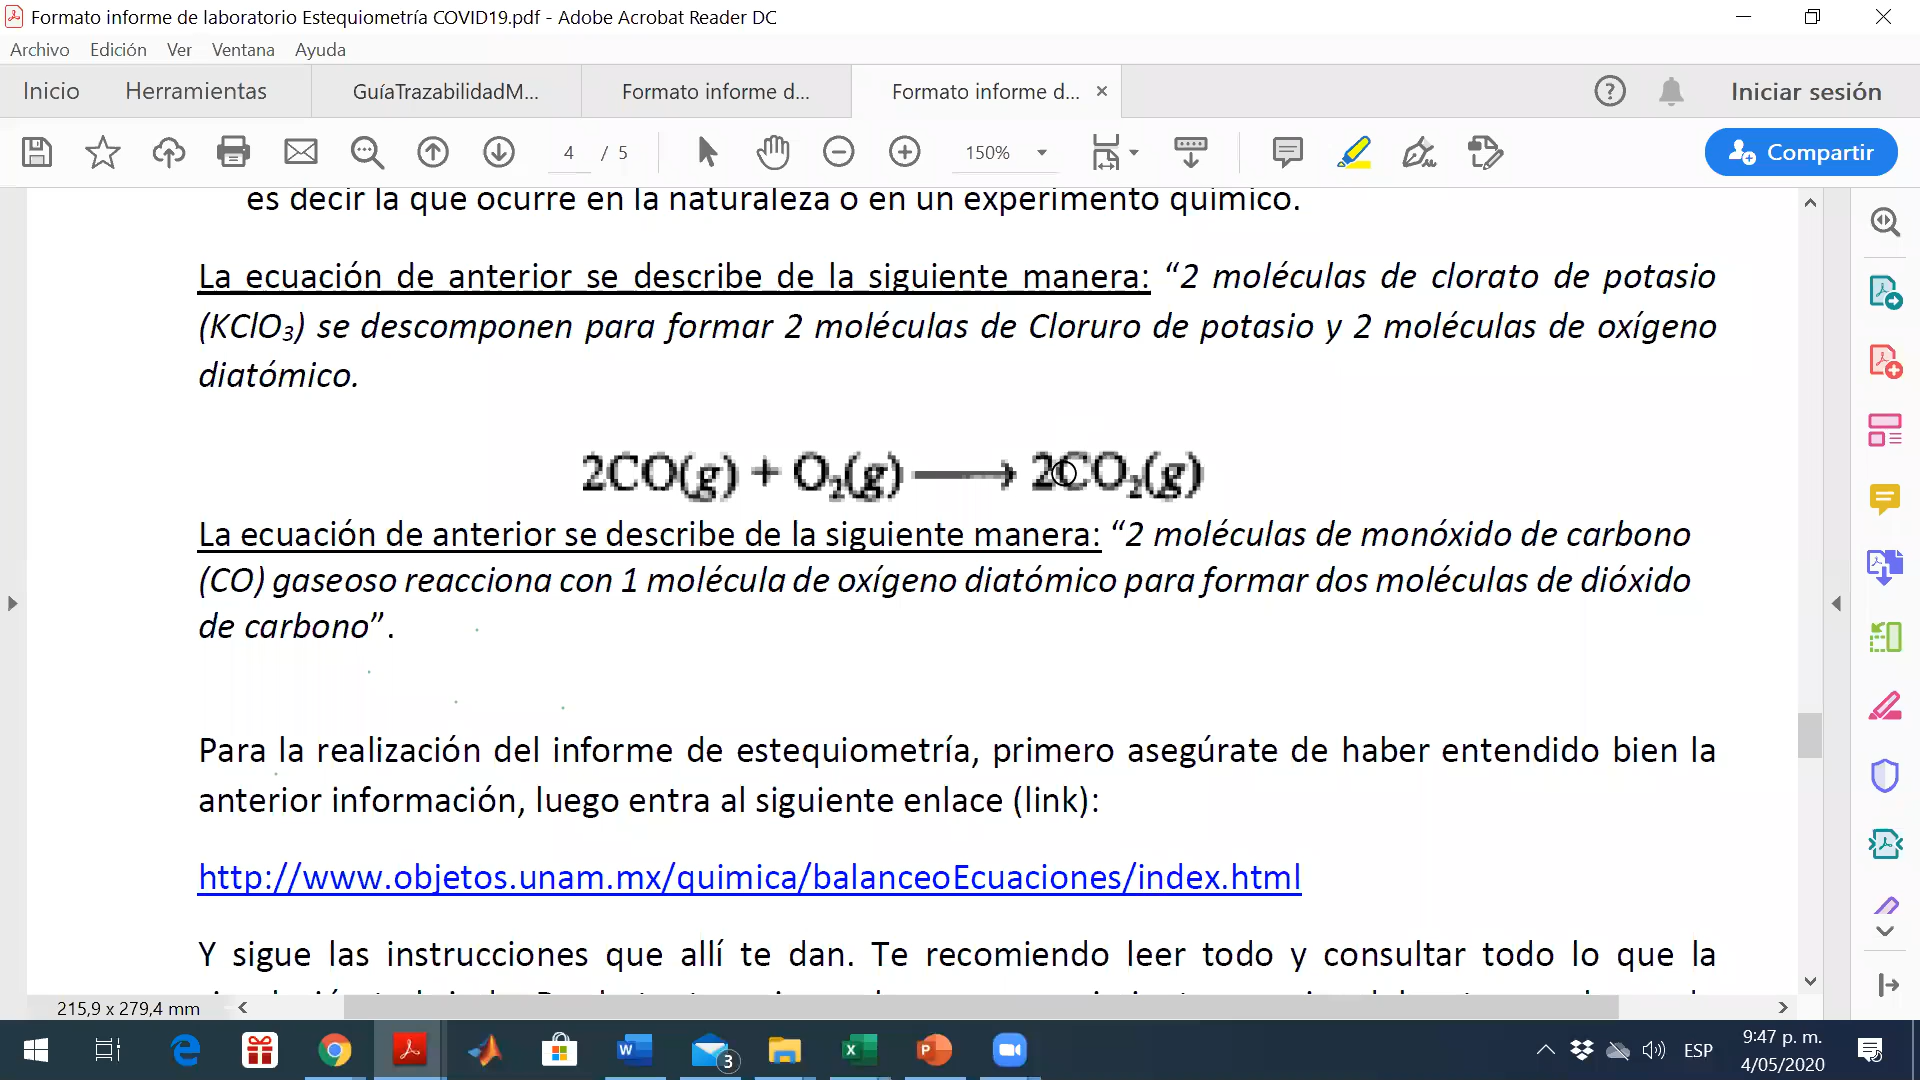 Formato informe de laboratorio Estequiometría COVID19.pdf - Adobe Acrobat Reader DC
Archivo Edición Ver Ventana Ayuda
Inicio Herramientas GuíaTrazabilidadM... Formato informe d... Formato informe d... × Iniciar sesión
4 / 5 150% Compartir
es decir la que ocurre en la naturaleza o en un experimento químico.
La ecuación de anterior se describe de la siguiente manera: “2 moléculas de clorato de potasio
(KClO₃) se descomponen para formar 2 moléculas de Cloruro de potasio y 2 moléculas de oxígeno
diatómico.
2CO(g) + O₂(g) ⟶ 2CO₂(g)
La ecuación de anterior se describe de la siguiente manera: “2 moléculas de monóxido de carbono
(CO) gaseoso reacciona con 1 molécula de oxígeno diatómico para formar dos moléculas de dióxido
de carbono”.
Para la realización del informe de estequiometría, primero asegúrate de haber entendido bien la
anterior información, luego entra al siguiente enlace (link):
http://www.objetos.unam.mx/quimica/balanceoEcuaciones/index.html
Y sigue las instrucciones que allí te dan. Te recomiendo leer todo y consultar todo lo que la
215,9 x 279,4 mm
3
ESP
9:47 p. m.
4/05/2020